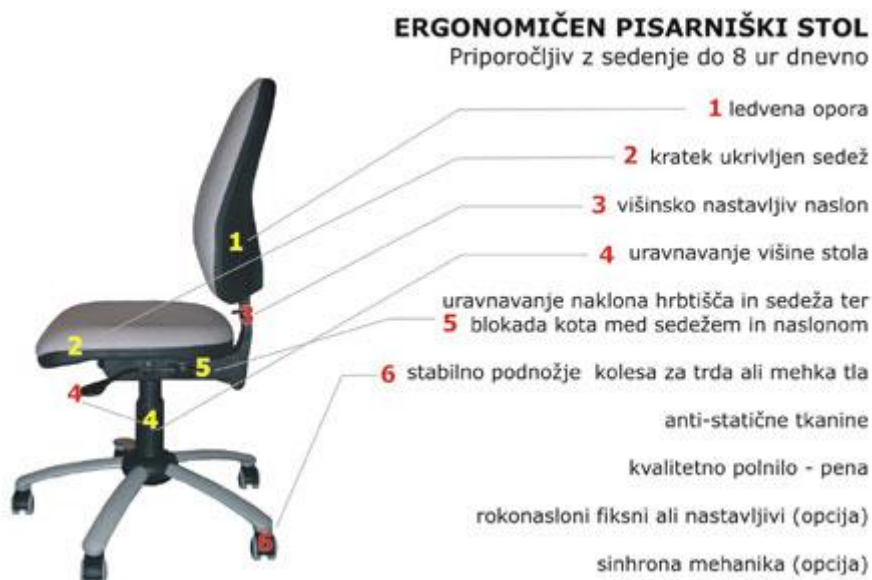 ERGONOMIČEN PISARNIŠKI STOL
Priporočljiv z sedenje do 8 ur dnevno
1 ledvena opora
2 kratek ukrivljen sedež
3 višinsko nastavljiv naslon
4 uravnavanje višine stola
uravnavanje naklona hrbtišča in sedeža ter
5 blokada kota med sedežem in naslonom
6 stabilno podnožje kolesa za trda ali mehka tla
anti-statične tkanine
kvalitetno polnilo - pena
rokonasloni fiksni ali nastavljivi (opcija)
sinhrona mehanika (opcija)
1
3
2
5
4
4
6